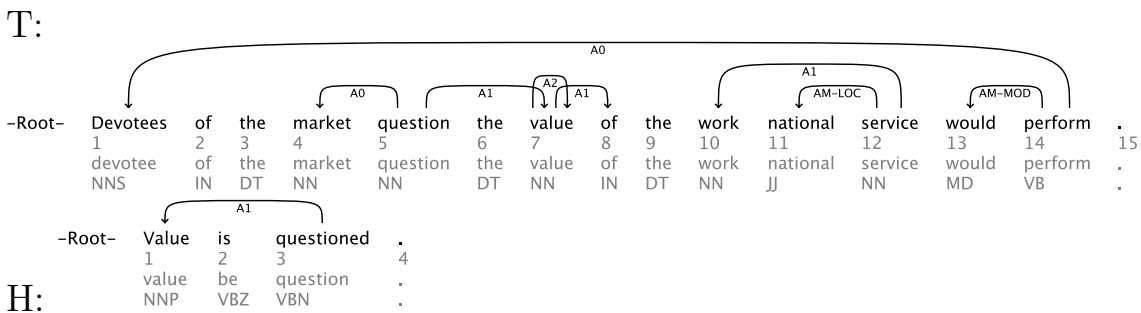 T:
A0
A2
A0 A1 A1 A1 AM-LOC AM-MOD
-Root- Devotees of the market question the value of the work national service would perform .
1 2 3 4 5 6 7 8 9 10 11 12 13 14 15
devotee of the market question the value of the work national service would perform .
NNS IN DT NN NN DT NN IN DT NN JJ NN MD VB .
A1
-Root- Value is questioned .
1 2 3 4
value be question .
NNP VBZ VBN .
H: